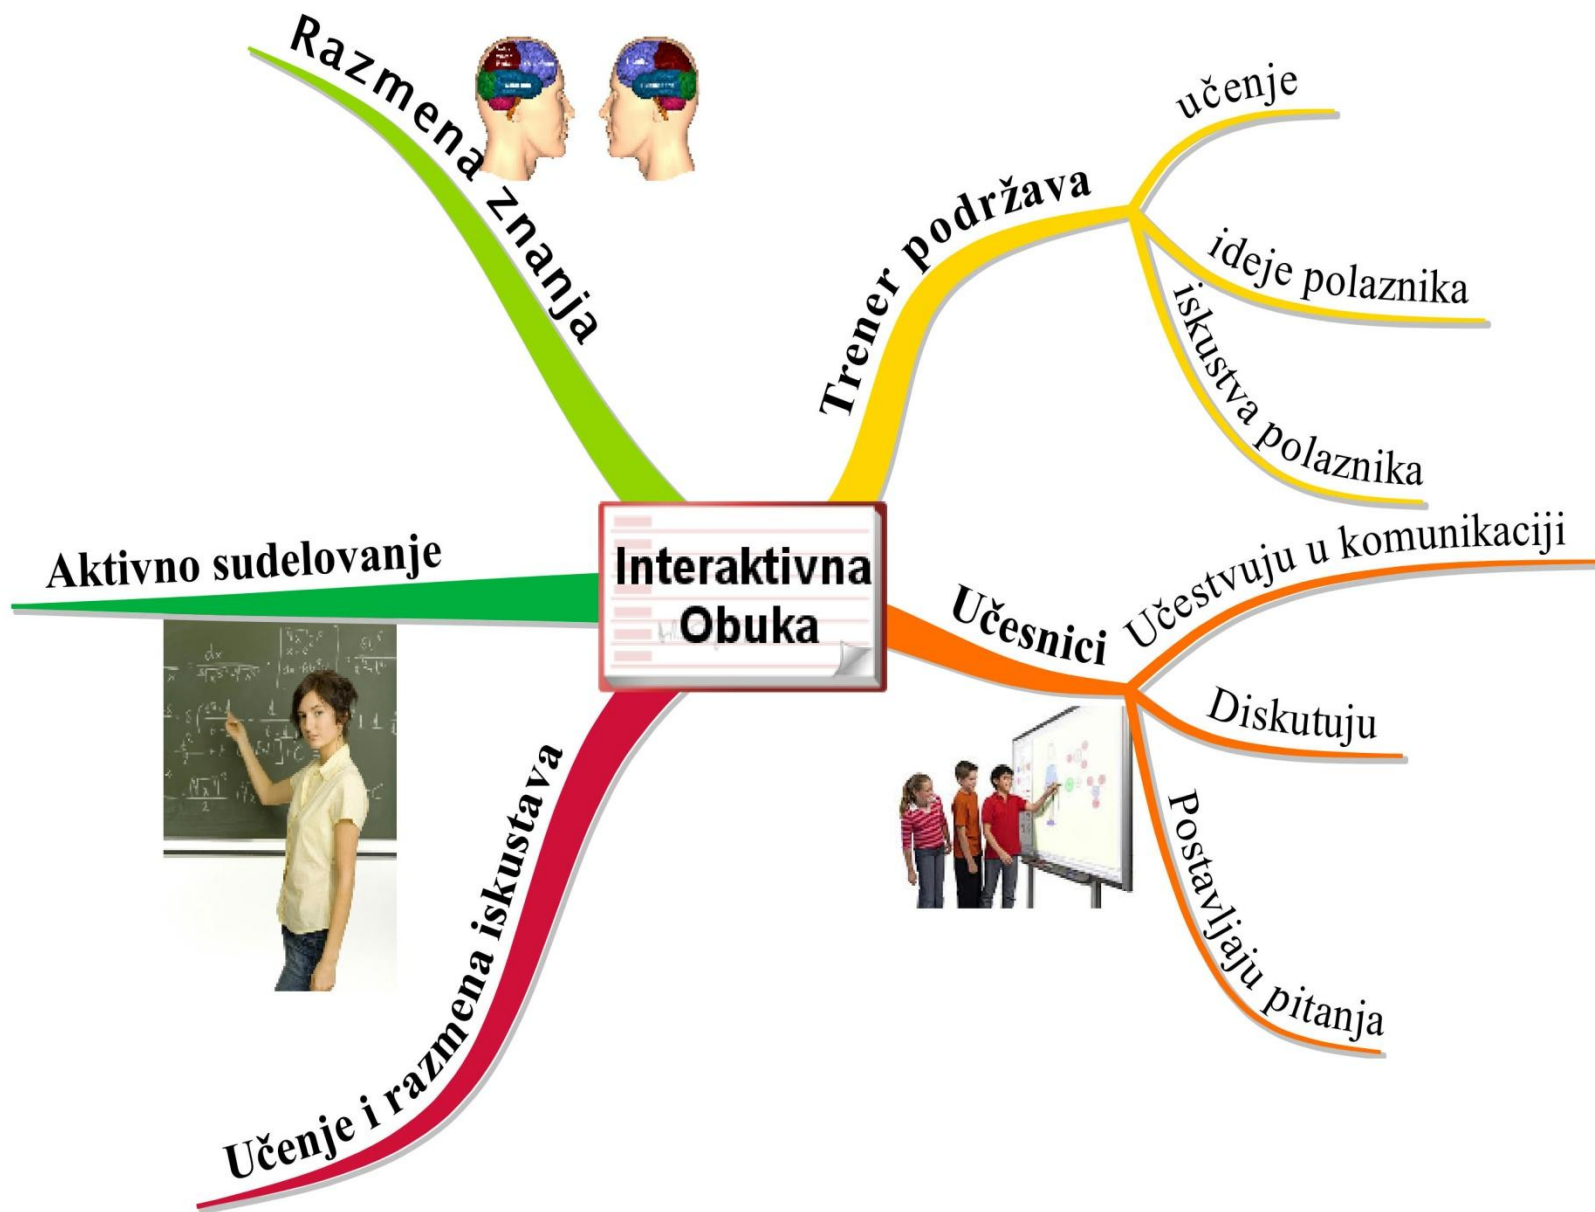 Razmena znanja
Trener podržava
učenje
ideje polaznika
iskustva polaznika
Interaktivna
Obuka
Učesnici
Učestvuju u komunikaciji
Diskutuju
Postavljaju pitanja
Aktivno sudelovanje
Učenje i razmena iskustava